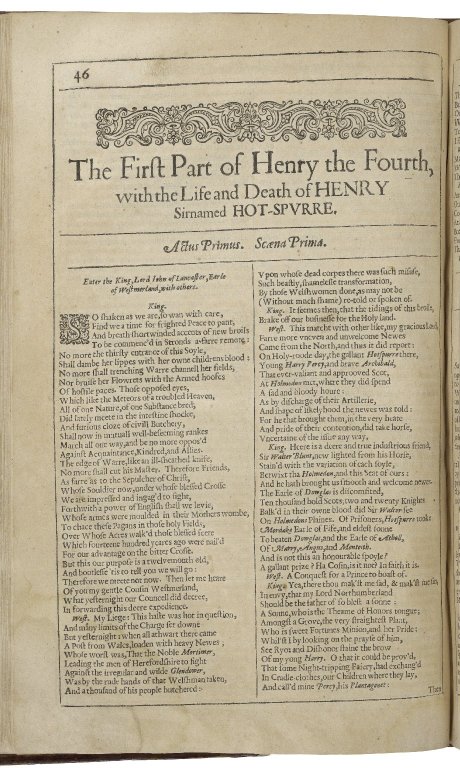 46
The First Part of Henry the Fourth,
with the Life and Death of HENRY
Sirnamed HOT-SPVRRE.
Actus Primus. Scœna Prima.
Enter the King, Lord Iohn of Lancaster, Earle
of Westmerland, with others.
King.
SO shaken as we are, so wan with care,
Finde we a time for frighted Peace to pant,
And breath shortwinded accents of new broils
To be commenc'd in Stronds a-farre remote:
No more the thirsty entrance of this Soile,
Shall daube her lippes with her owne childrens blood:
No more shall trenching Warre channell her fields,
Nor bruise her Flowrets with the Armed hoofes
Of hostile paces. Those opposed eyes,
Which like the Meteors of a troubled Heauen,
All of one Nature, of one Substance bred,
Did lately meete in the intestine shocke,
And furious cloze of ciuill Butchery,
Shall now in mutuall well-beseeming rankes
March all one way, and be no more oppos'd
Against Acquaintance, Kindred, and Allies.
The edge of Warre, like an ill-sheathed knife,
No more shall cut his Master. Therefore Friends,
As farre as to the Sepulcher of Christ,
Whose Souldier now vnder whose blessed Crosse
We are impressed and ingag'd to fight,
Forthwith a power of English shall we leuie,
Whose armes were moulded in their Mothers wombe,
To chace these Pagans in those holy Fields,
Ouer whose Acres walk'd those blessed feete
Which fourteene hundred yeares ago were nail'd
For our aduantage on the bitter Crosse.
But this our purpose is a tweluemonth old,
And bootlesse 'tis to tell you we will go:
Therefore we meete not now. Then let me heare
Of you my gentle Cousin Westmerland,
What yesternight our Councell did decree,
In forwarding this deere expedience.
West. My Liege: This haste was hot in question,
And many limits of the Charge set downe
But yesternight: when all athwart there came
A Post from Wales, loaden with heauy Newes;
Whose worst was, That the Noble Mortimer,
Leading the men of Herefordshire to fight
Against the irregular and wilde Glendower,
Was by the rude hands of that Welshman taken,
And a thousand of his people butchered:
Vpon whose dead corpes there was such misuse,
Such beastly, shamelesse transformation,
By those Welshwomen done, as may not be
(Without much shame) re-told or spoken of.
King. It seemes then, that the tidings of this broile,
Brake off our businesse for the Holy land.
West. This matcht with other like, my gracious Lord,
Farre more vneuen and vnwelcome Newes
Came from the North, and thus it did report:
On Holy-roode day, the gallant Hotspurre there,
Young Harry Percy, and braue Archibald,
That euer-valiant and approoued Scot,
At Holmeden met, where they did spend
A sad and bloody houre:
As by discharge of their Artillerie,
And shape of likely-hood the newes was told:
For he that brought them, in the very heate
And pride of their contention, did take horse,
Vncertaine of the issue any way.
King. Heere is a deere and true industrious friend,
Sir Walter Blunt, new lighted from his Horse,
Stain'd with the variation of each soyle,
Betwixt tha Holmedon, and this Seat of ours:
And he hath brought vs smooth and welcome newes.
The Earle of Dowglas is discomfited,
Ten thousand bold Scots, two and twenty Knights
Balk'd in their owne blood did Sir Walter see
On Holmedons Plaines. Of Prisoners, Hotspurre tooke
Mordake Earle of Fife, and eldest sonne
To beaten Dowglas, and the Earle of Atholl,
Of Murry, Angus, and Menteith.
And is not this an honourable spoyle?
A gallant prize? Ha Cosin, is it not? Infaith it is.
West. A Conquest for a Prince to boast of.
King. Yea, there thou mak'st me sad, & mak'st me sin,
In enuy, that my Lord Northumberland
Should be the father of so blest a Sonne:
A Sonne, who is the Theame of Honors tongue;
Amongst a Groue, the very straightest Plant,
Who is sweet Fortunes Minion, and her Pride:
Whil'st I by looking on the prayse of him,
See Ryot and Dishonor staine the brow
Of my yong Harry. O that it could be prou'd,
That some Night-tripping-Faiery, had exchang'd
In Cradle-clothes, our Children where they lay,
And call'd mine Percy, his Plantagenet:
Then